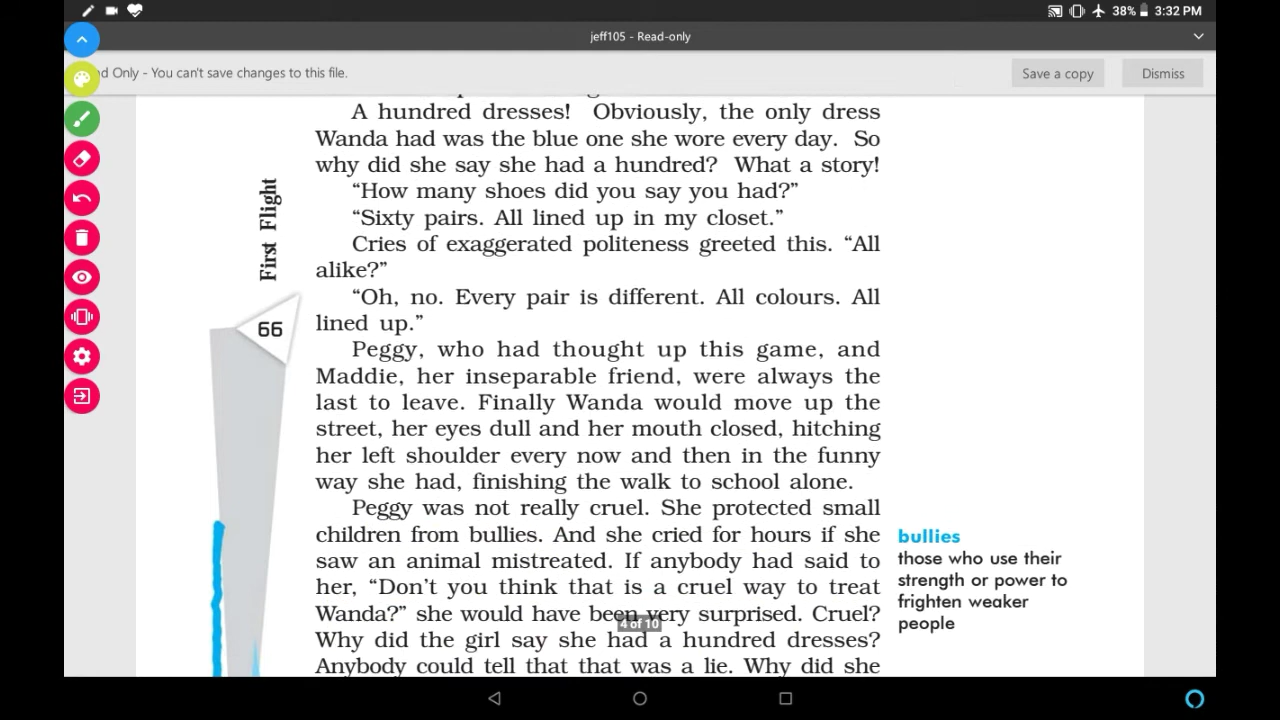 38% 3:32 PM
jeff105 - Read-only
d Only - You can't save changes to this file.
Save a copy
Dismiss
A hundred dresses! Obviously, the only dress
Wanda had was the blue one she wore every day. So
why did she say she had a hundred? What a story!
“How many shoes did you say you had?”
“Sixty pairs. All lined up in my closet.”
Cries of exaggerated politeness greeted this. “All
alike?”
“Oh, no. Every pair is different. All colours. All
lined up.”
Peggy, who had thought up this game, and
Maddie, her inseparable friend, were always the
last to leave. Finally Wanda would move up the
street, her eyes dull and her mouth closed, hitching
her left shoulder every now and then in the funny
way she had, finishing the walk to school alone.
Peggy was not really cruel. She protected small
children from bullies. And she cried for hours if she
saw an animal mistreated. If anybody had said to
her, “Don't you think that is a cruel way to treat
Wanda?” she would have been very surprised. Cruel?
Why did the girl say she had a hundred dresses?
Anybody could tell that that was a lie. Why did she
First Flight
66
bullies
those who use their
strength or power to
frighten weaker
people
4 of 10